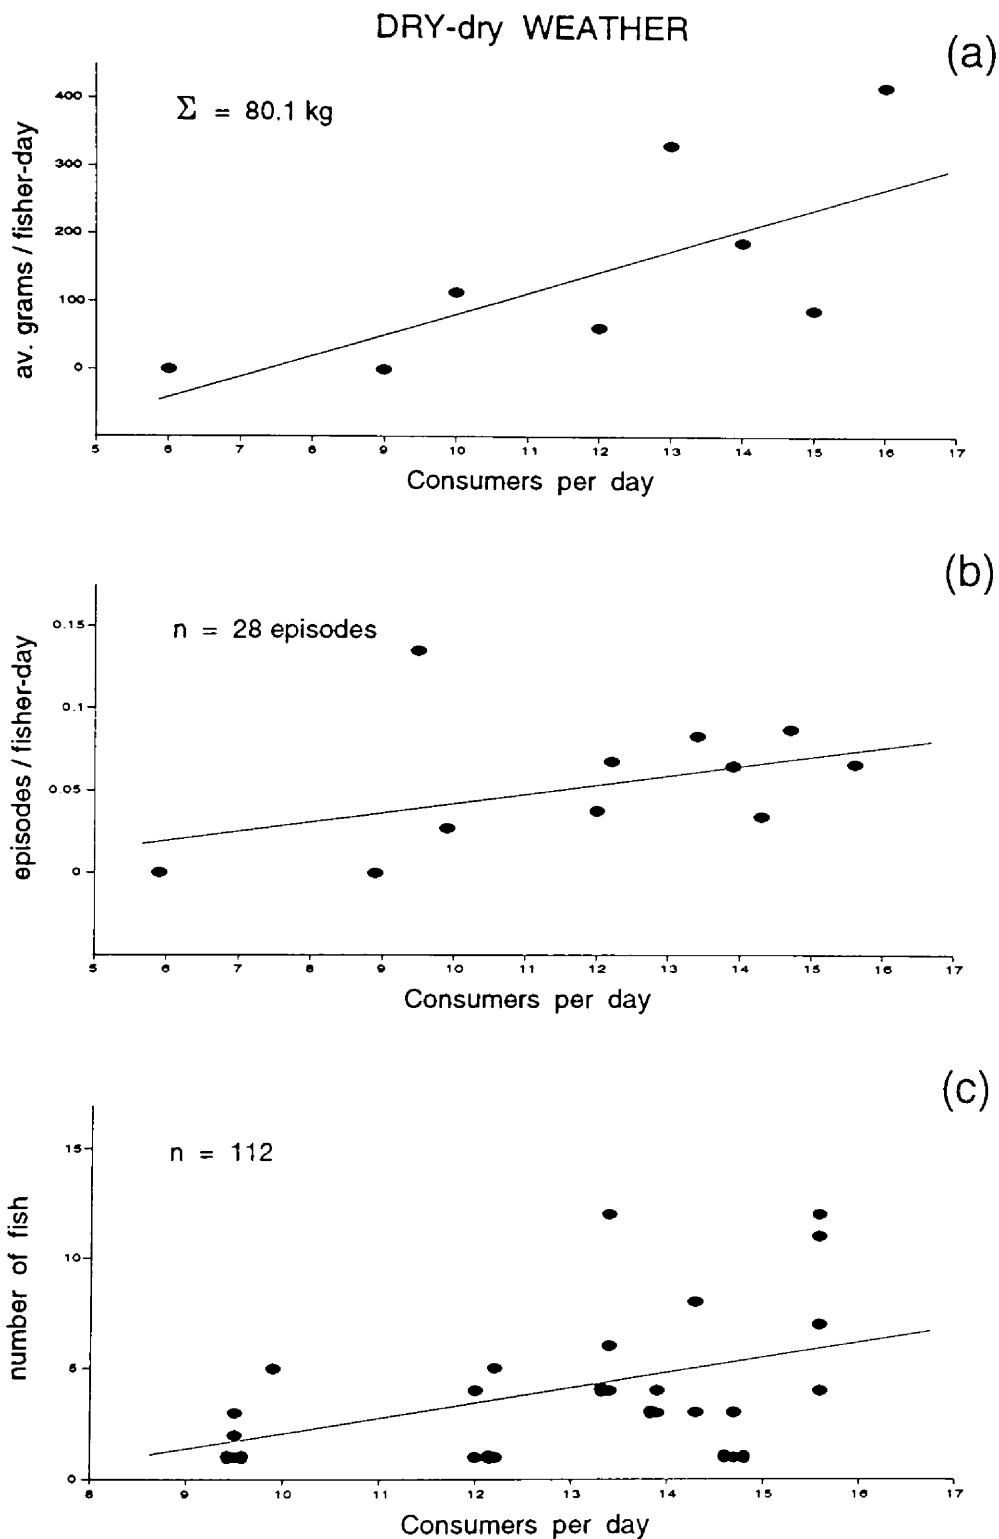 DRY-dry WEATHER
(a)
Σ = 80.1 kg
av. grams / fisher-day
400
300
200
100
0
5 6 7 8 9 10 11 12 13 14 15 16 17
Consumers per day
(b)
n = 28 episodes
episodes / fisher-day
0.15
0.1
0.05
0
5 6 7 8 9 10 11 12 13 14 15 16 17
Consumers per day
(c)
n = 112
number of fish
15
10
5
0
8 9 10 11 12 13 14 15 16 17
Consumers per day